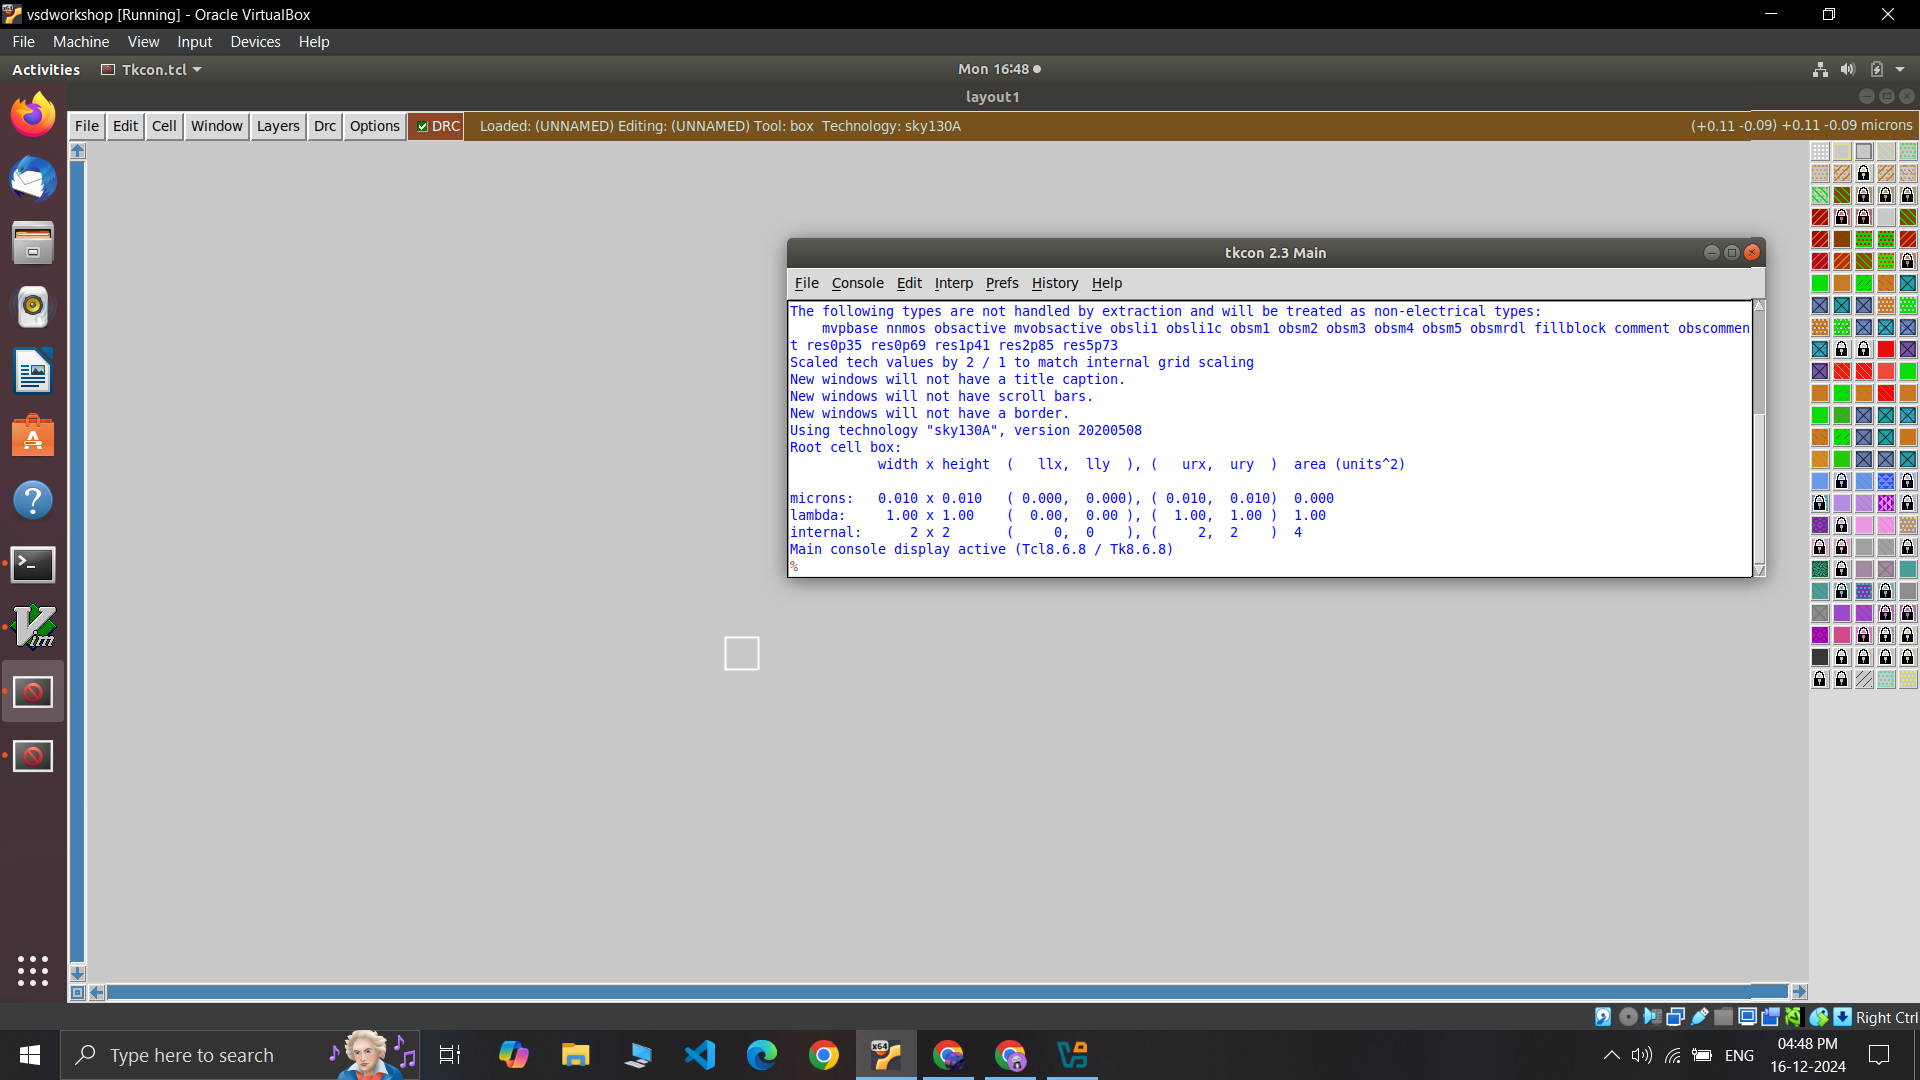 vsdworkshop [Running] - Oracle VirtualBox
File Machine View Input Devices Help
Activities Tkcon.tcl Mon 16:48
layout1
File Edit Cell Window Layers Drc Options DRC Loaded: (UNNAMED) Editing: (UNNAMED) Tool: box Technology: sky130A (+0.11 -0.09) +0.11 -0.09 microns
tkcon 2.3 Main
File Console Edit Interp Prefs History Help
The following types are not handled by extraction and will be treated as non-electrical types:
mvpbase nnmos obsactive mvobsactive obsli1 obsli1c obsm1 obsm2 obsm3 obsm4 obsm5 obsmrdl fillblock comment obscommen
t res0p35 res0p69 res1p41 res2p85 res5p73
Scaled tech values by 2 / 1 to match internal grid scaling
New windows will not have a title caption.
New windows will not have scroll bars.
New windows will not have a border.
Using technology "sky130A", version 20200508
Root cell box:
width x height ( llx, lly ), ( urx, ury ) area (units^2)
microns: 0.010 x 0.010 ( 0.000, 0.000), ( 0.010, 0.010) 0.000
lambda: 1.00 x 1.00 ( 0.00, 0.00 ), ( 1.00, 1.00 ) 1.00
internal: 2 x 2 ( 0, 0 ), ( 2, 2 ) 4
Main console display active (Tcl8.6.8 / Tk8.6.8)
%
Right Ctrl
Type here to search
x64
ENG
04:48 PM
16-12-2024